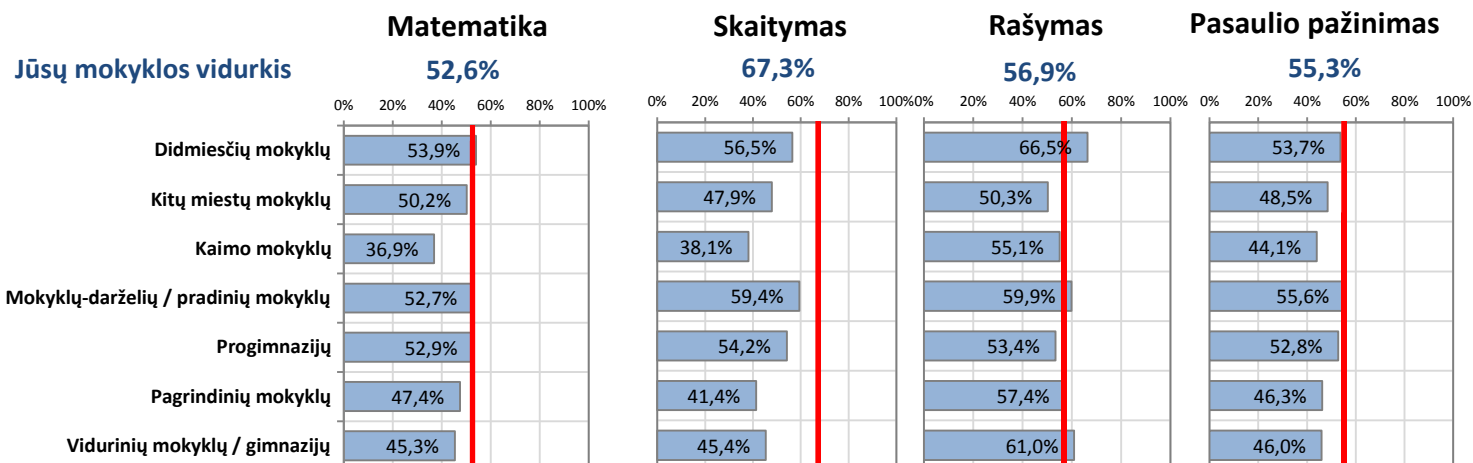 Matematika Skaitymas Rašymas Pasaulio pažinimas
Jūsų mokyklos vidurkis 52,6% 67,3% 56,9% 55,3%
0% 20% 40% 60% 80% 100% 0% 20% 40% 60% 80% 100% 0% 20% 40% 60% 80% 100% 0% 20% 40% 60% 80% 100%
Didmiesčių mokyklų 53,9% 56,5% 66,5% 53,7%
Kitų miestų mokyklų 50,2% 47,9% 50,3% 48,5%
Kaimo mokyklų 36,9% 38,1% 55,1% 44,1%
Mokyklų-darželių / pradinių mokyklų 52,7% 59,4% 59,9% 55,6%
Progimnazijų 52,9% 54,2% 53,4% 52,8%
Pagrindinių mokyklų 47,4% 41,4% 57,4% 46,3%
Vidurinių mokyklų / gimnazijų 45,3% 45,4% 61,0% 46,0%